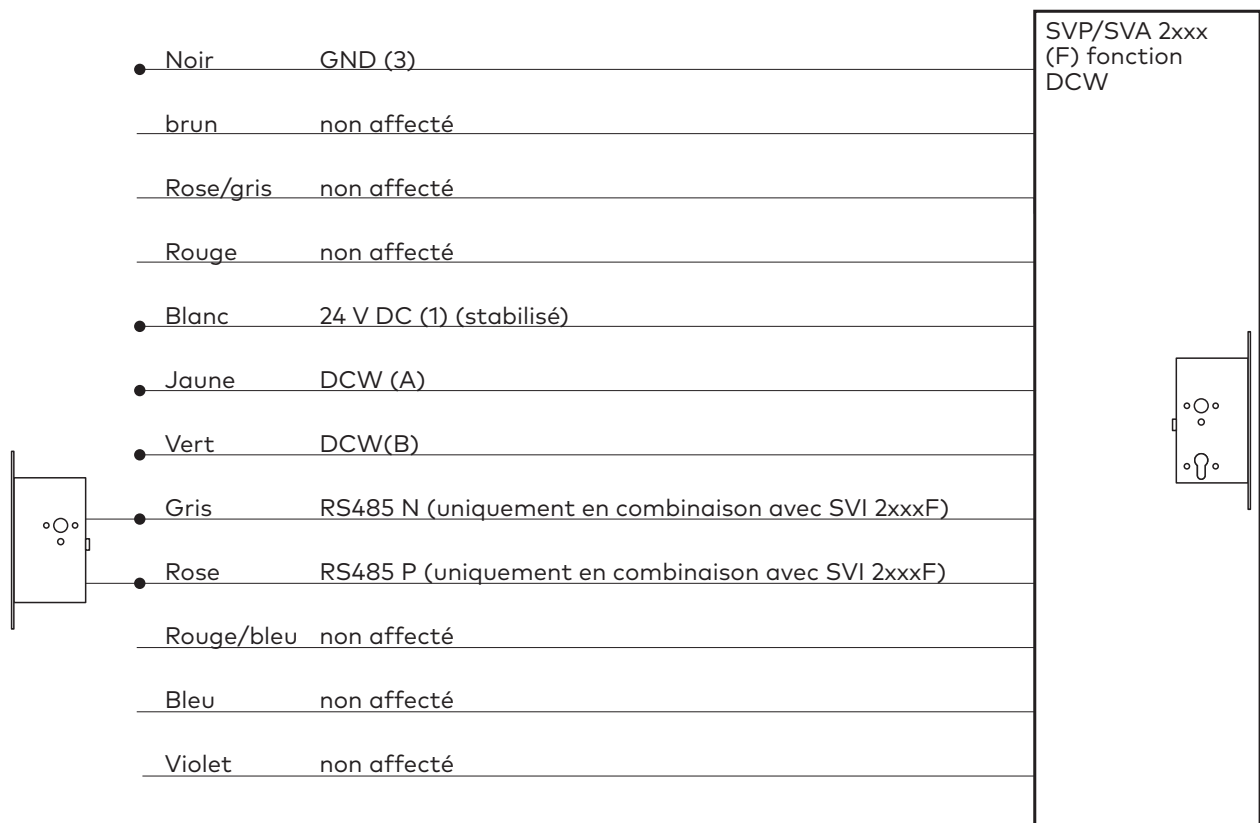 SVP/SVA 2xxx
(F) fonction
DCW
Noir GND (3)
brun non affecté
Rose/gris non affecté
Rouge non affecté
Blanc 24 V DC (1) (stabilisé)
Jaune DCW (A)
Vert DCW(B)
Gris RS485 N (uniquement en combinaison avec SVI 2xxxF)
Rose RS485 P (uniquement en combinaison avec SVI 2xxxF)
Rouge/bleu non affecté
Bleu non affecté
Violet non affecté